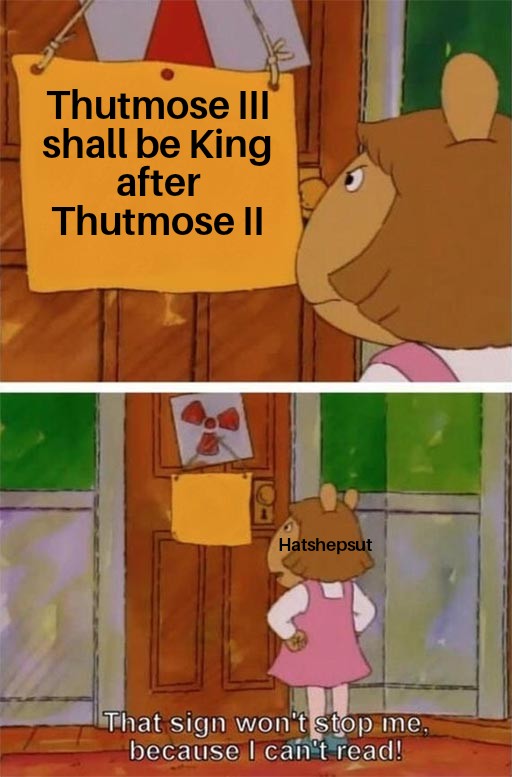 Thutmose III
shall be King
after
Thutmose II
Hatshepsut
That sign won't stop me,
because I can't read!